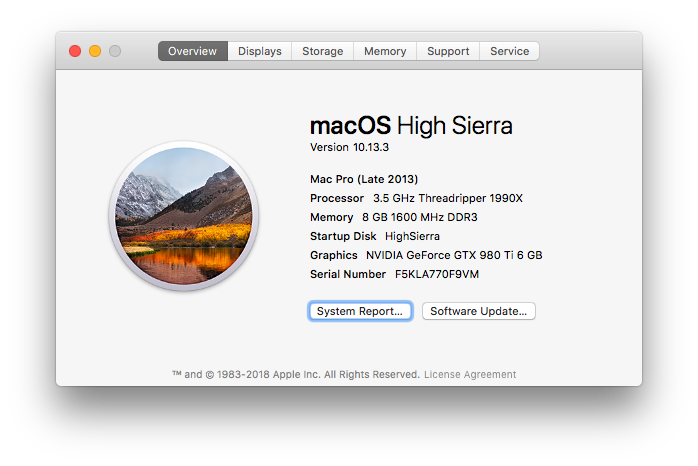 Overview Displays Storage Memory Support Service
macOS High Sierra
Version 10.13.3
Mac Pro (Late 2013)
Processor 3.5 GHz Threadripper 1990X
Memory 8 GB 1600 MHz DDR3
Startup Disk HighSierra
Graphics NVIDIA GeForce GTX 980 Ti 6 GB
Serial Number F5KLA770F9VM
System Report... Software Update...
™ and © 1983-2018 Apple Inc. All Rights Reserved. License Agreement